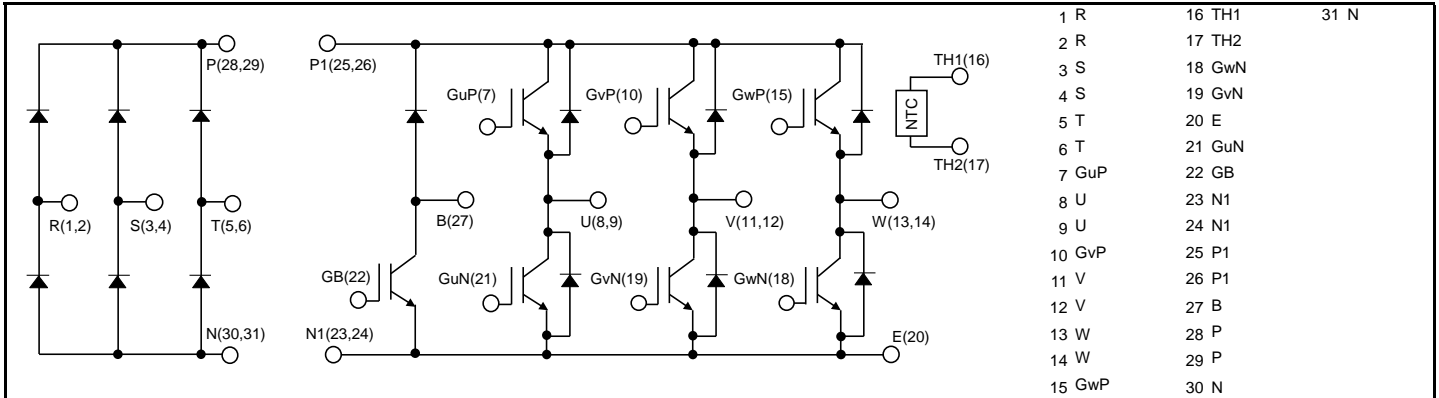 P(28,29)
P1(25,26)
R(1,2)
S(3,4)
T(5,6)
N(30,31)
GuP(7)
GvP(10)
GwP(15)
TH1(16)
NTC
TH2(17)
B(27)
U(8,9)
V(11,12)
W(13,14)
GB(22)
GuN(21)
GvN(19)
GwN(18)
N1(23,24)
E(20)
1 R
2 R
3 S
4 S
5 T
6 T
7 GuP
8 U
9 U
10 GvP
11 V
12 V
13 W
14 W
15 GwP
16 TH1
17 TH2
18 GwN
19 GvN
20 E
21 GuN
22 GB
23 N1
24 N1
25 P1
26 P1
27 B
28 P
29 P
30 N
31 N